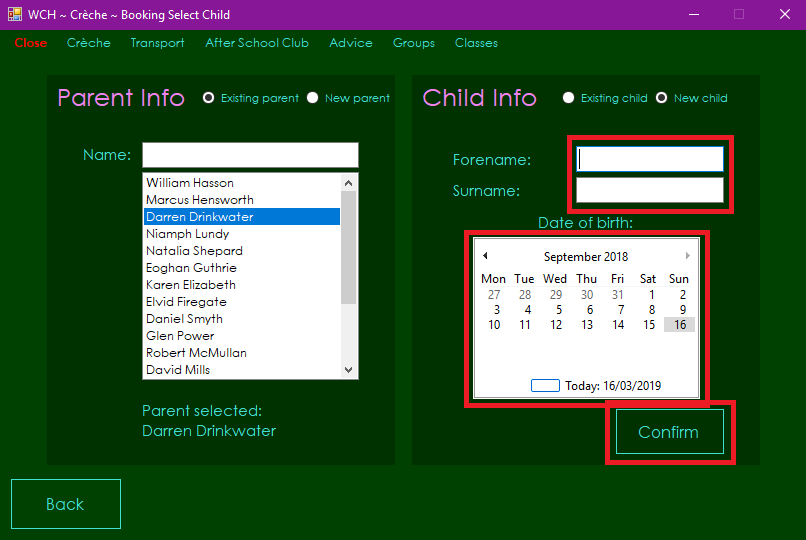 WCH ~ Crèche ~ Booking Select Child
Close Crèche Transport After School Club Advice Groups Classes
Parent Info Existing parent New parent
Name:
William Hasson
Marcus Hensworth
Darren Drinkwater
Niamph Lundy
Natalia Shepard
Eoghan Guthrie
Karen Elizabeth
Elvid Firegate
Daniel Smyth
Glen Power
Robert McMullan
David Mills
Parent selected:
Darren Drinkwater
Child Info Existing child New child
Forename:
Surname:
Date of birth:
September 2018
Mon Tue Wed Thu Fri Sat Sun
27 28 29 30 31 1 2
3 4 5 6 7 8 9
10 11 12 13 14 15 16
Today: 16/03/2019
Confirm
Back